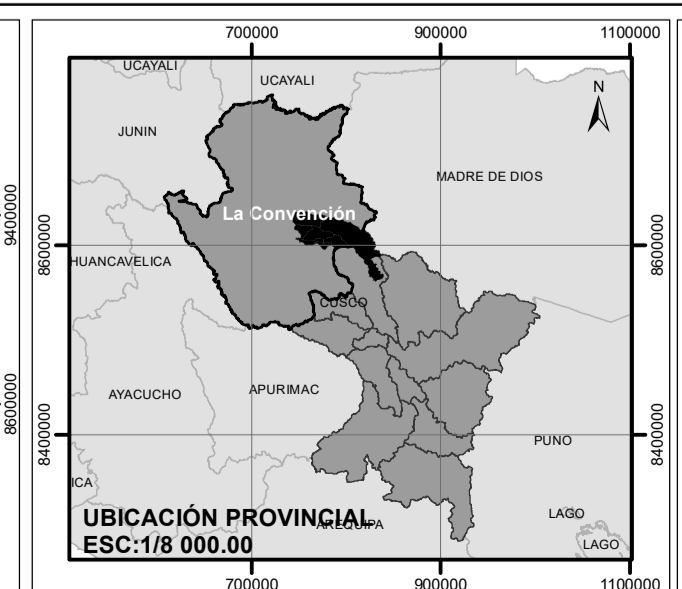 700000 900000 1100000
UCAYALI
UCAYALI
N
JUNIN
MADRE DE DIOS
9400000
La Convención
8600000
8600000
HUANCAVELICA
CUSCO
AYACUCHO
APURIMAC
8600000
8400000
8400000
PUNO
ICA
LAGO
UBICACIÓN PROVINCIAL
AREQUIPA
ESC:1/8 000.00
LAGO
700000 900000 1100000